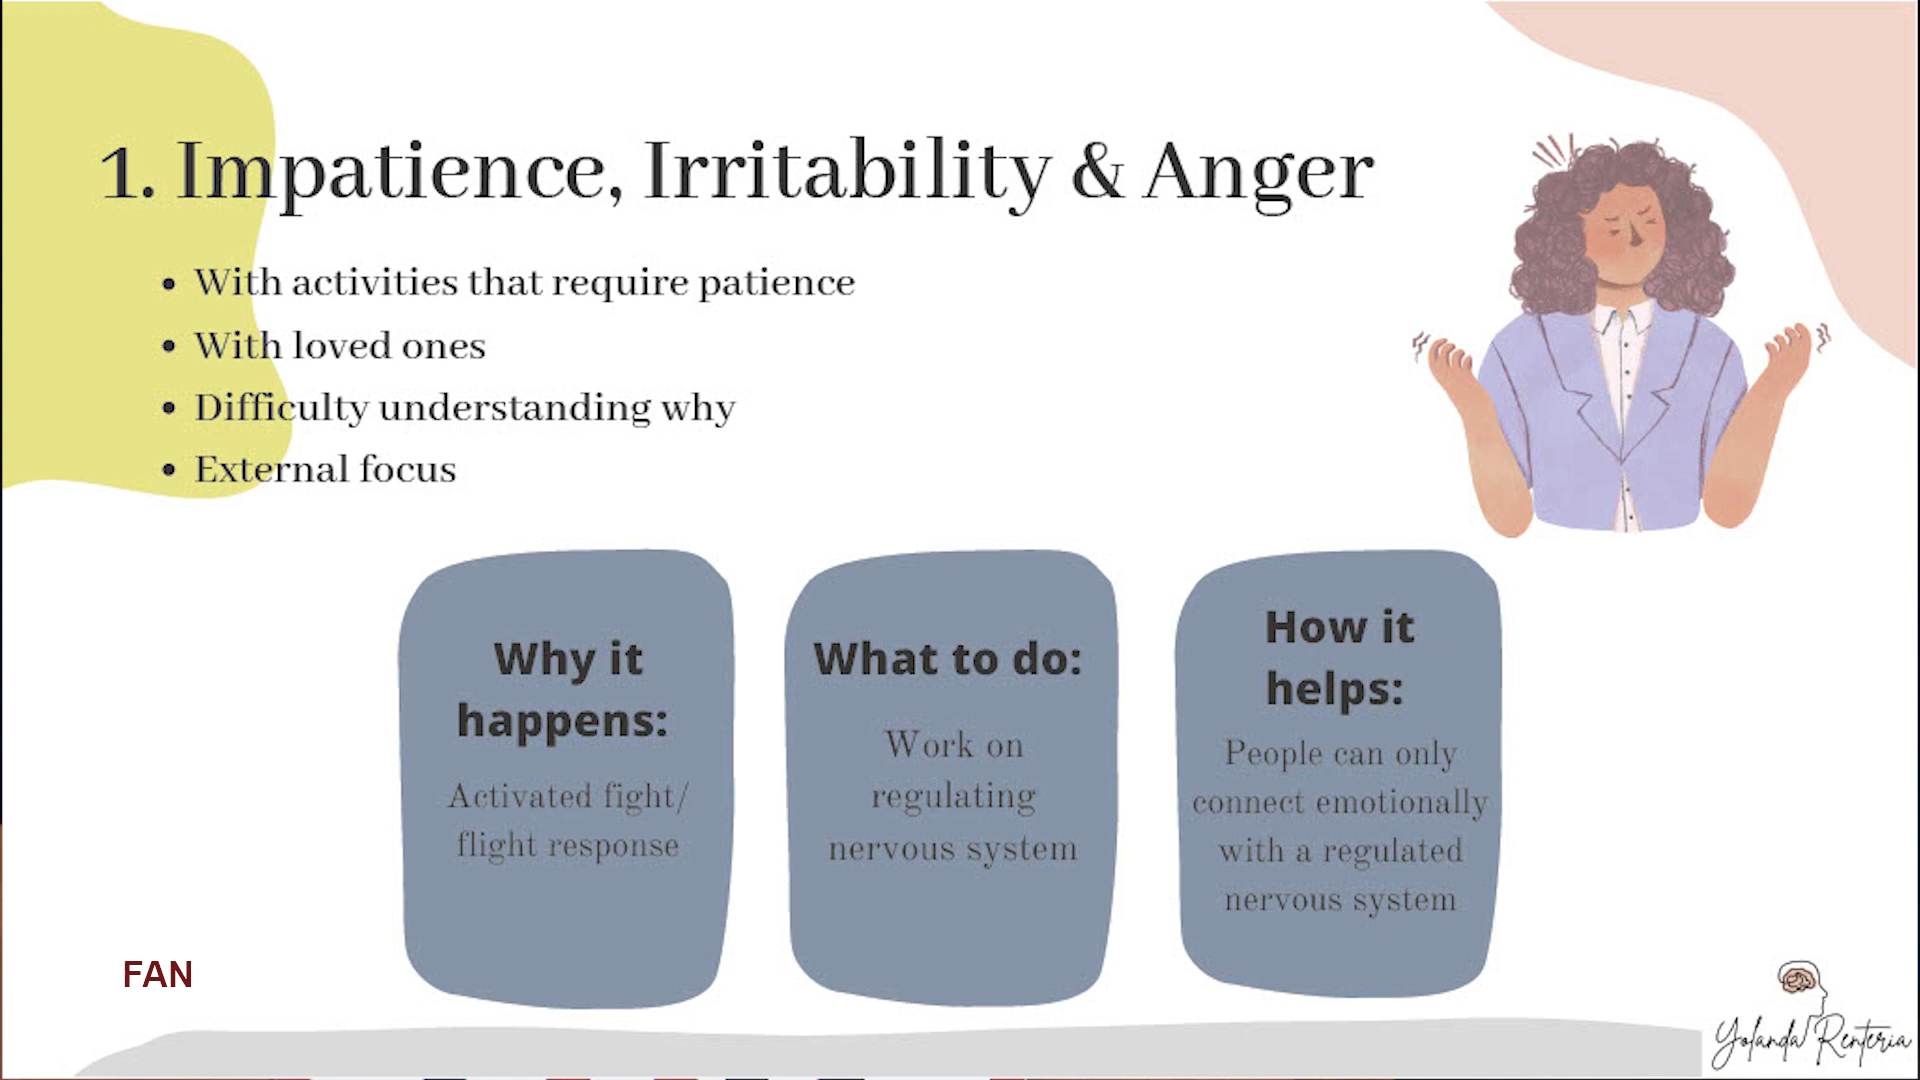 1. Impatience, Irritability & Anger
With activities that require patience
With loved ones
Difficulty understanding why
External focus
Why it
happens:
Activated fight/
flight response
What to do:
Work on
regulating
nervous system
How it
helps:
People can only
connect emotionally
with a regulated
nervous system
FAN
Yolanda Renteria